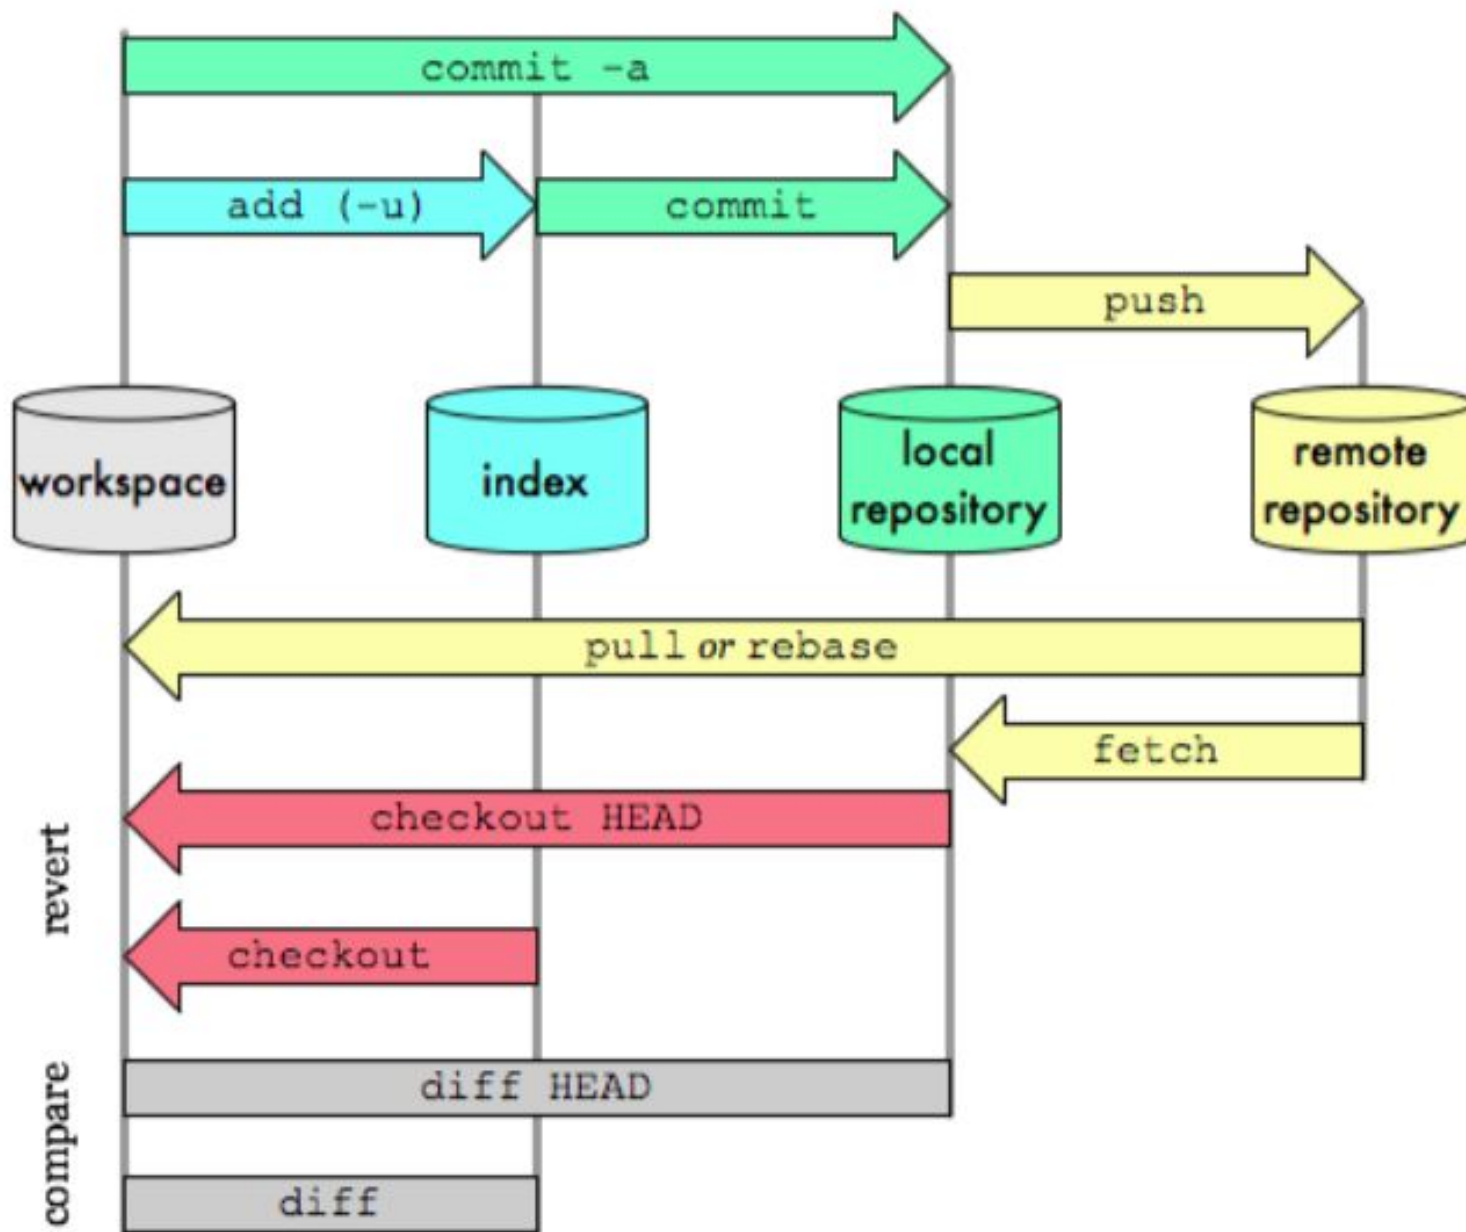 commit -a
add (-u)
commit
push
workspace
index
local
repository
remote
repository
pull or rebase
fetch
revert
checkout HEAD
checkout
compare
diff HEAD
diff